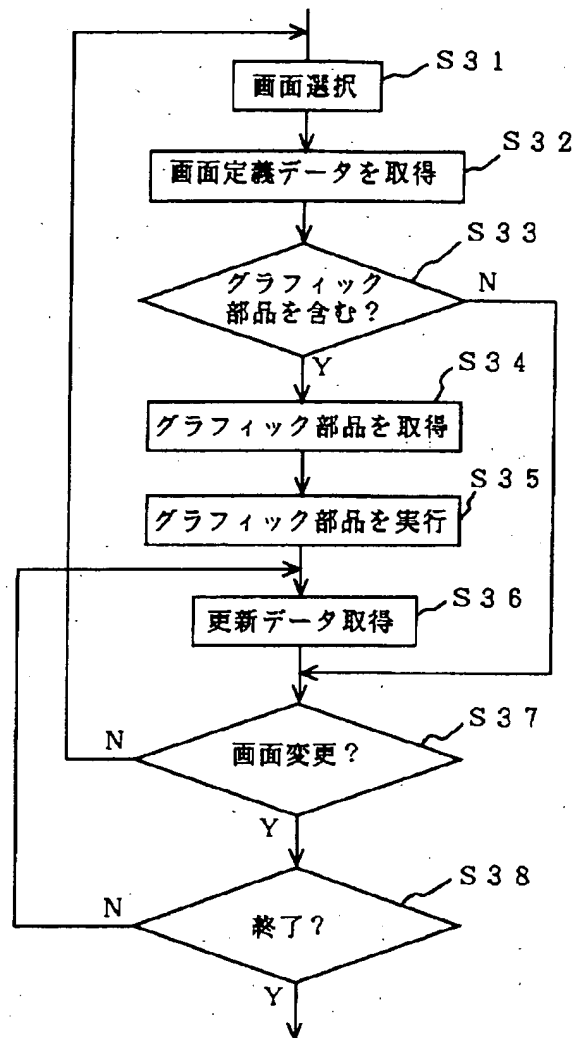 S31
画面選択
S32
画面定義データを取得
S33
グラフィック
部品を含む?
N
Y
S34
グラフィック部品を取得
S35
グラフィック部品を実行
S36
更新データ取得
S37
N
画面変更?
Y
S38
N
終了?
Y